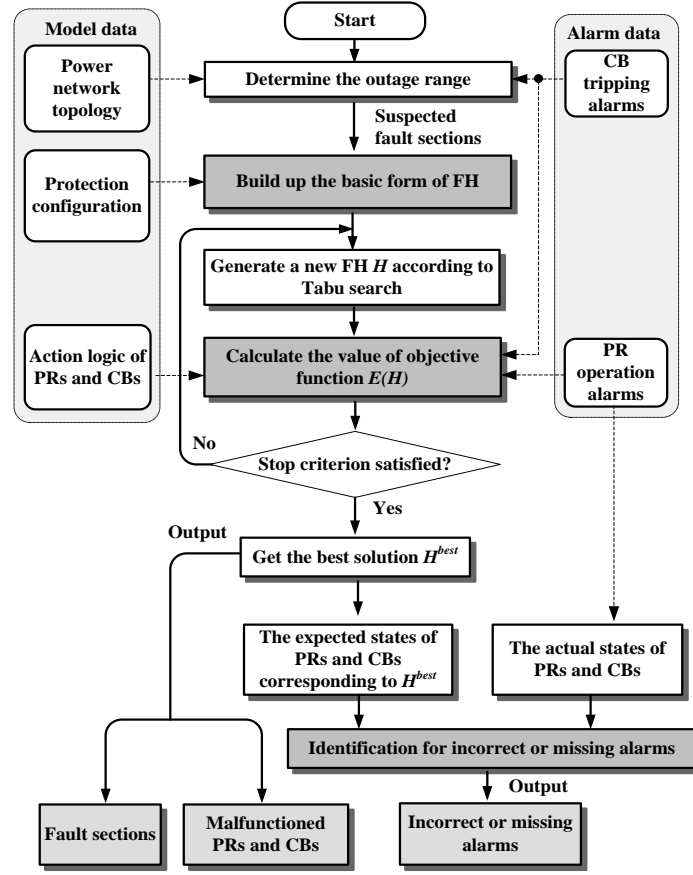 Start
Model data
Alarm data
Power
network
topology
Determine the outage range
CB
tripping
alarms
Suspected
fault sections
Protection
configuration
Build up the basic form of FH
Generate a new FH H according to
Tabu search
Action logic of
PRs and CBs
Calculate the value of objective
function E(H)
PR
operation
alarms
No
Stop criterion satisfied?
Yes
Output
Get the best solution H^best
The expected states of
PRs and CBs
corresponding to H^best
The actual states of
PRs and CBs
Identification for incorrect or missing alarms
Output
Fault sections
Malfunctioned
PRs and CBs
Incorrect or missing
alarms